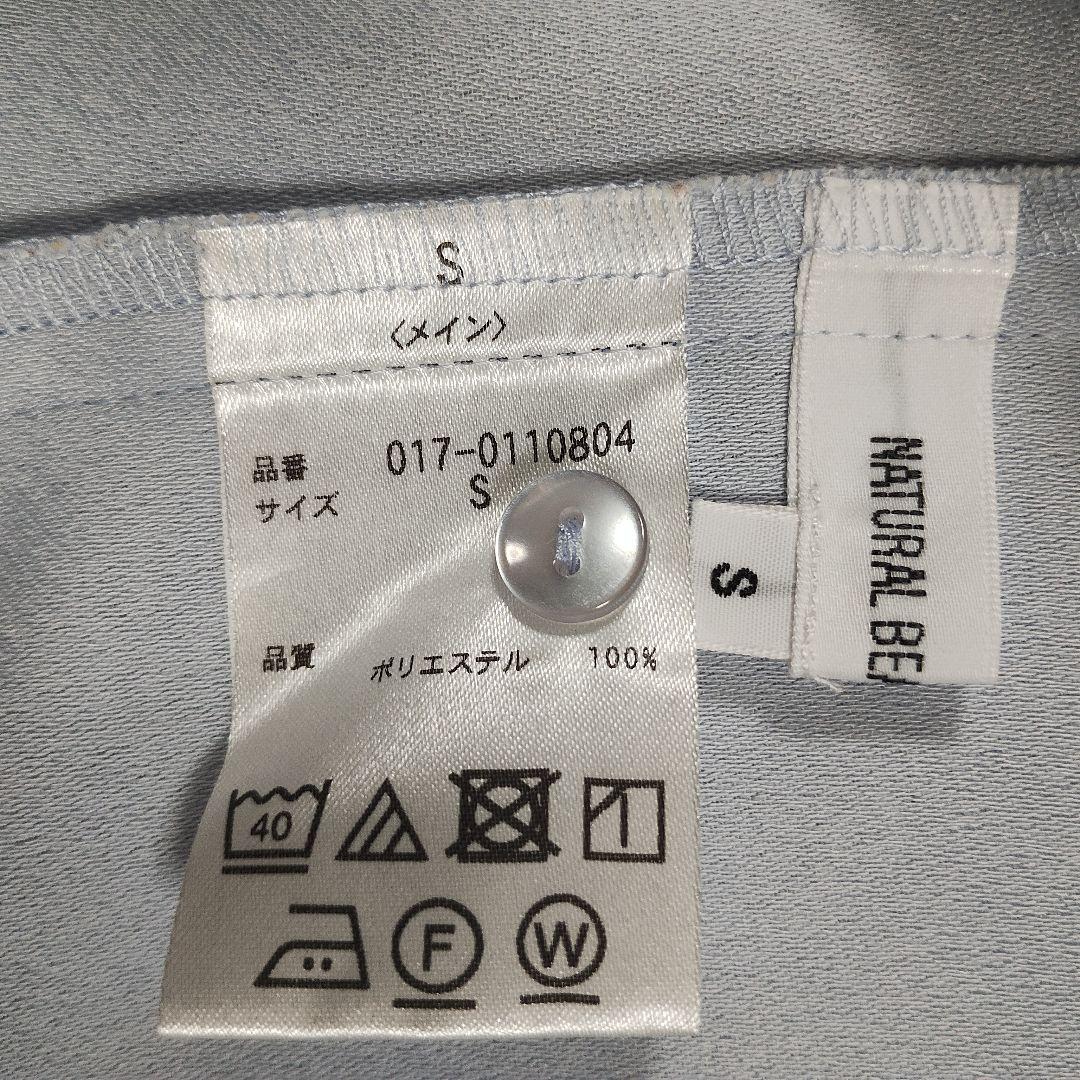 S
〈メイン〉
品番 017-0110804
サイズ S
品質 ポリエステル 100%
40
F
W
S
NATURAL